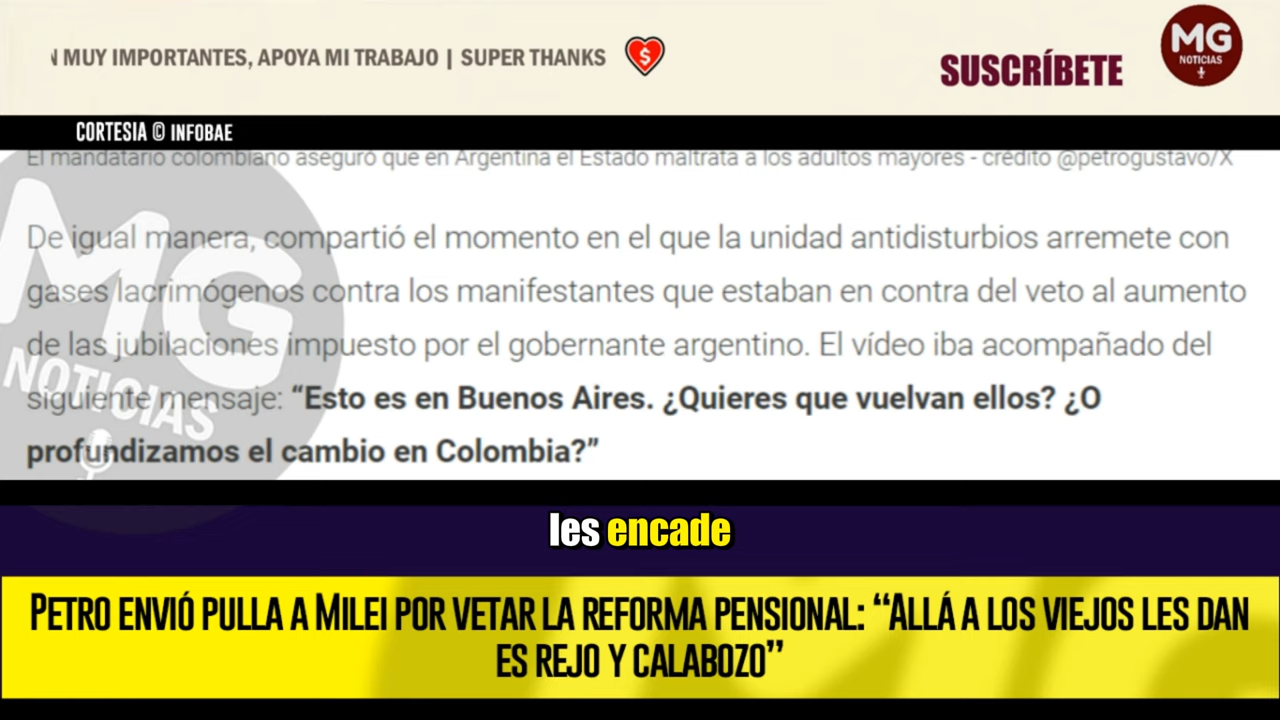 N MUY IMPORTANTES, APOYA MI TRABAJO | SUPER THANKS
SUSCRÍBETE
MG
NOTICIAS
CORTESIA © INFOBAE
El mandatario colombiano aseguró que en Argentina el Estado maltrata a los adultos mayores - crédito @petrogustavo/X
De igual manera, compartió el momento en el que la unidad antidisturbios arremete con
gases lacrimógenos contra los manifestantes que estaban en contra del veto al aumento
de las jubilaciones impuesto por el gobernante argentino. El vídeo iba acompañado del
siguiente mensaje: “Esto es en Buenos Aires. ¿Quieres que vuelvan ellos? ¿O
profundizamos el cambio en Colombia?”
MG
NOTICIAS
les encade
PETRO ENVIÓ PULLA A MILEI POR VETAR LA REFORMA PENSIONAL: “ALLÁ A LOS VIEJOS LES DAN
ES REJO Y CALABOZO”